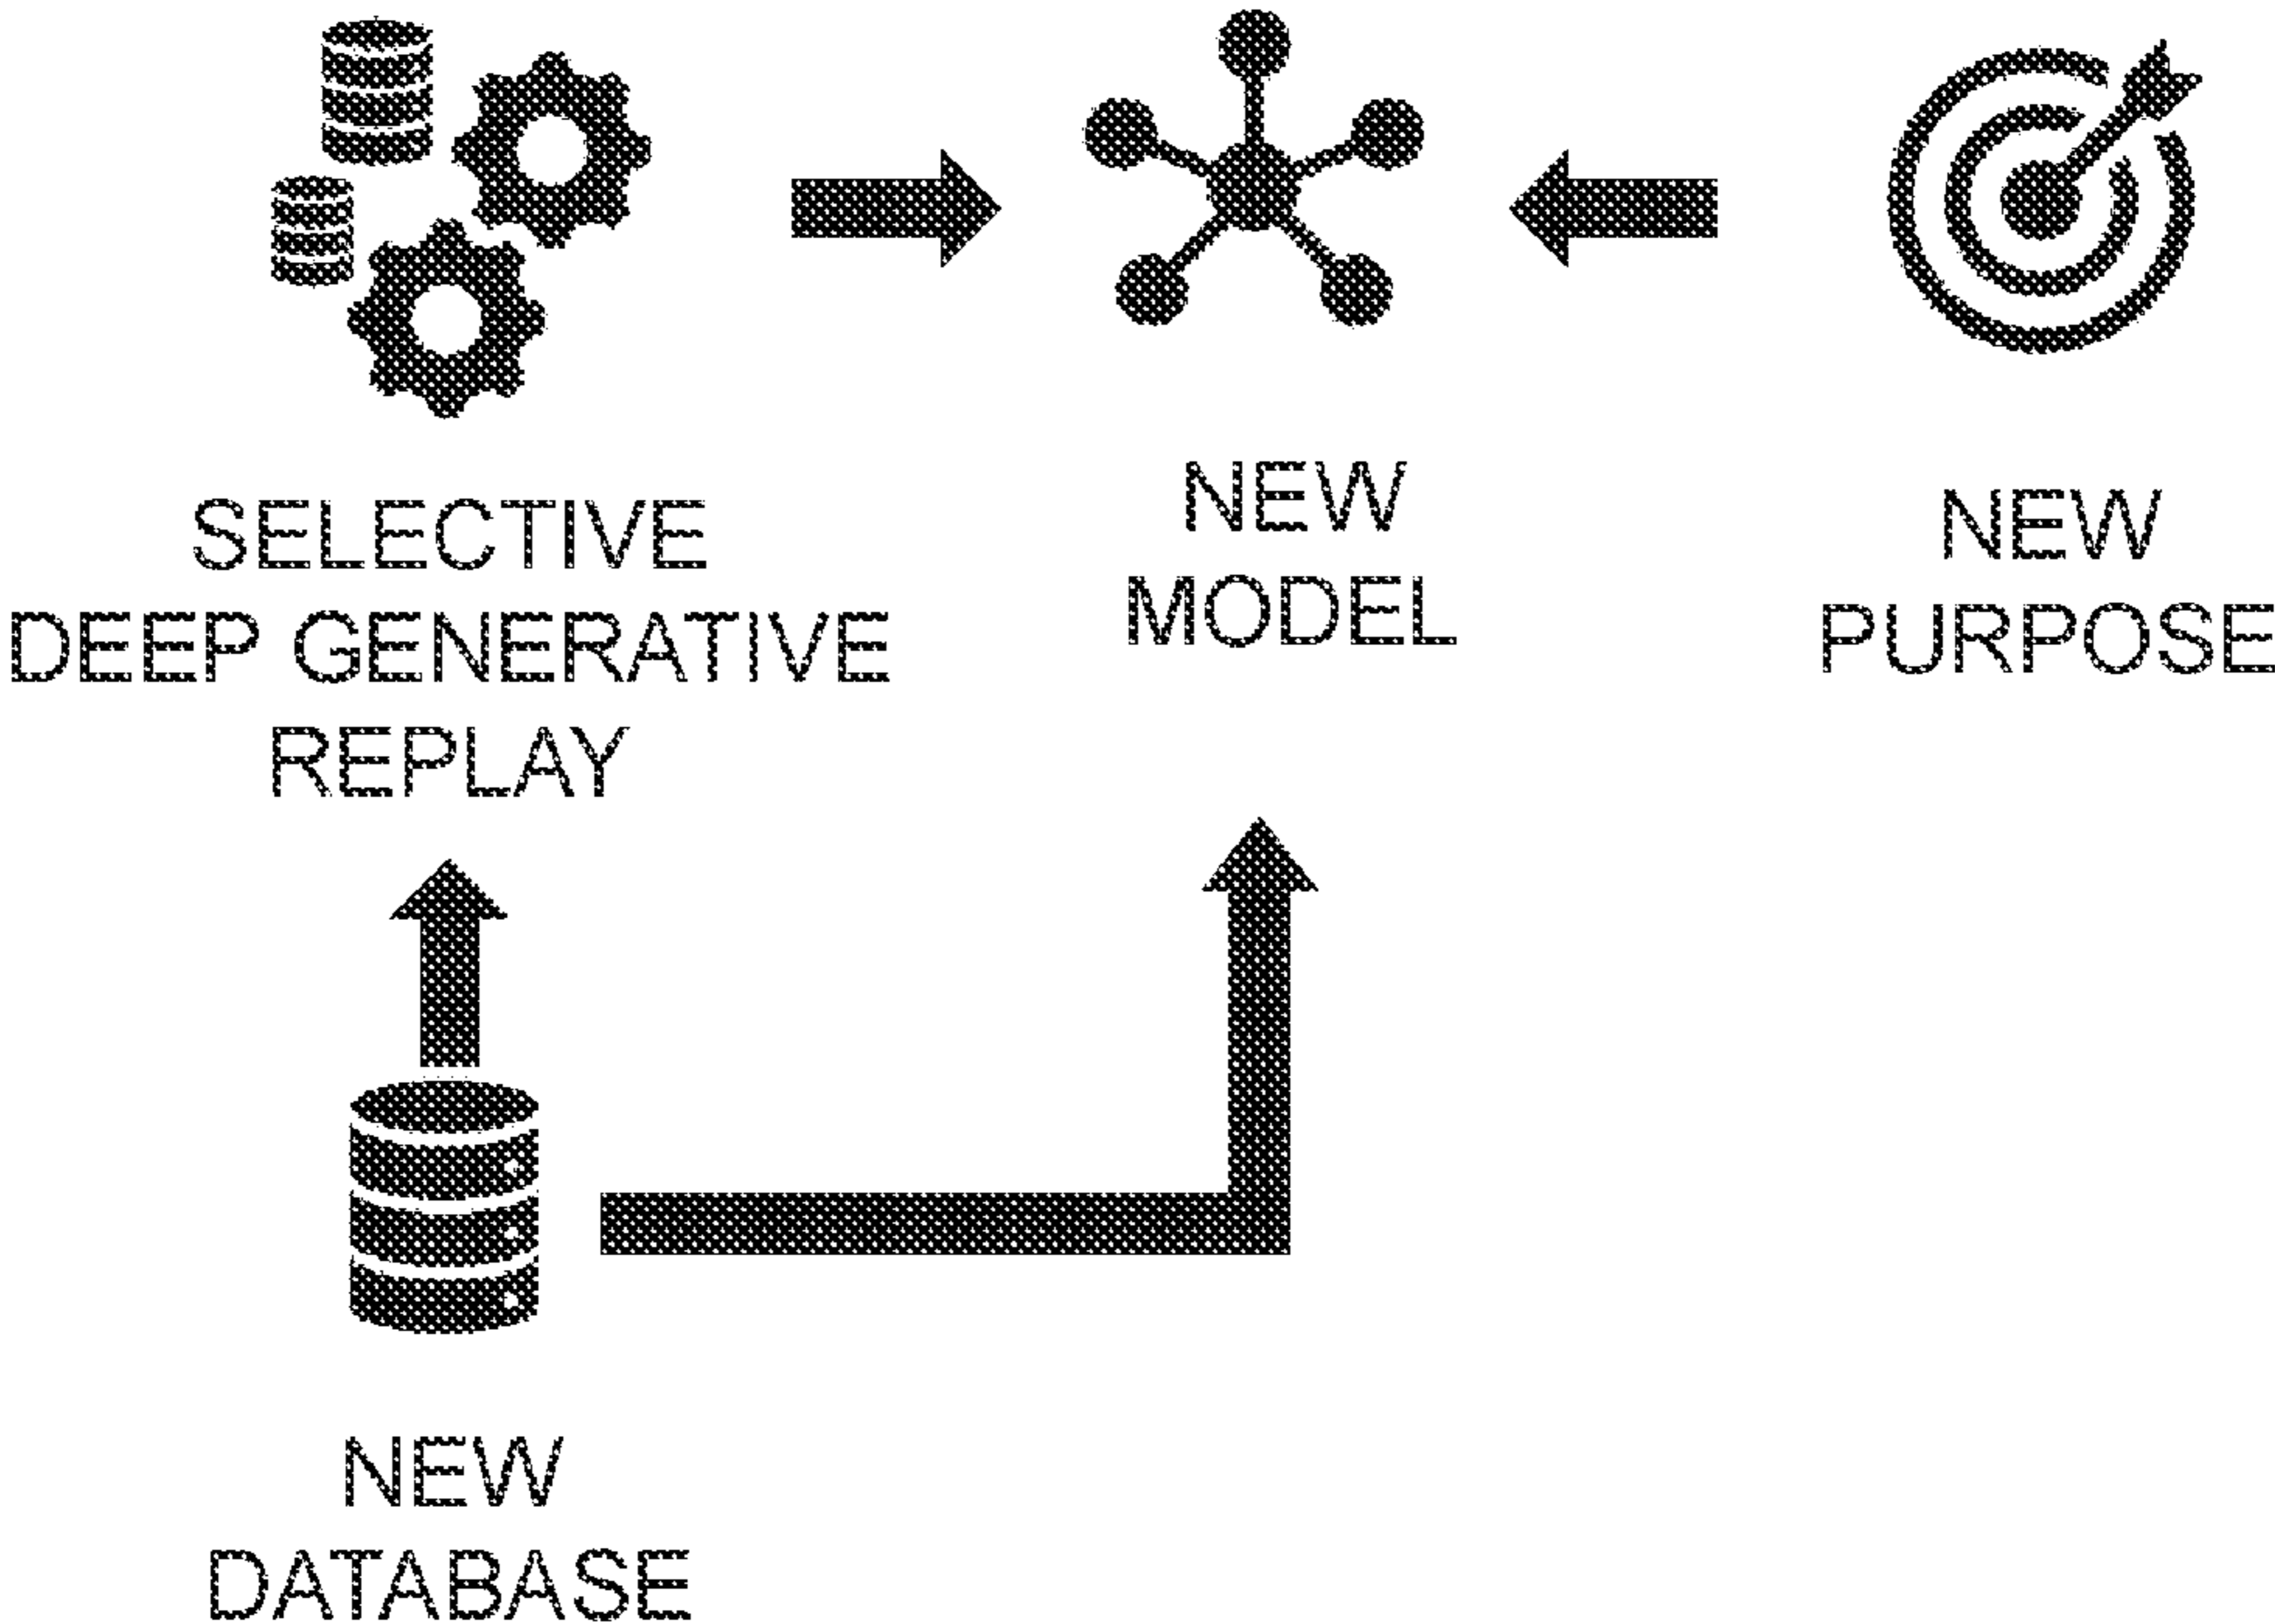 SELECTIVE
DEEP GENERATIVE
REPLAY
NEW
MODEL
NEW
PURPOSE
NEW
DATABASE